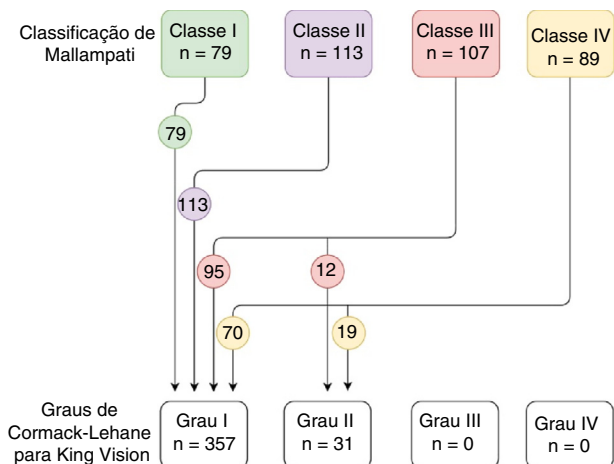 Classificação de
Mallampati
Classe I
n = 79
Classe II
n = 113
Classe III
n = 107
Classe IV
n = 89
79
113
95
12
70
19
Graus de
Cormack-Lehane
para King Vision
Grau I
n = 357
Grau II
n = 31
Grau III
n = 0
Grau IV
n = 0